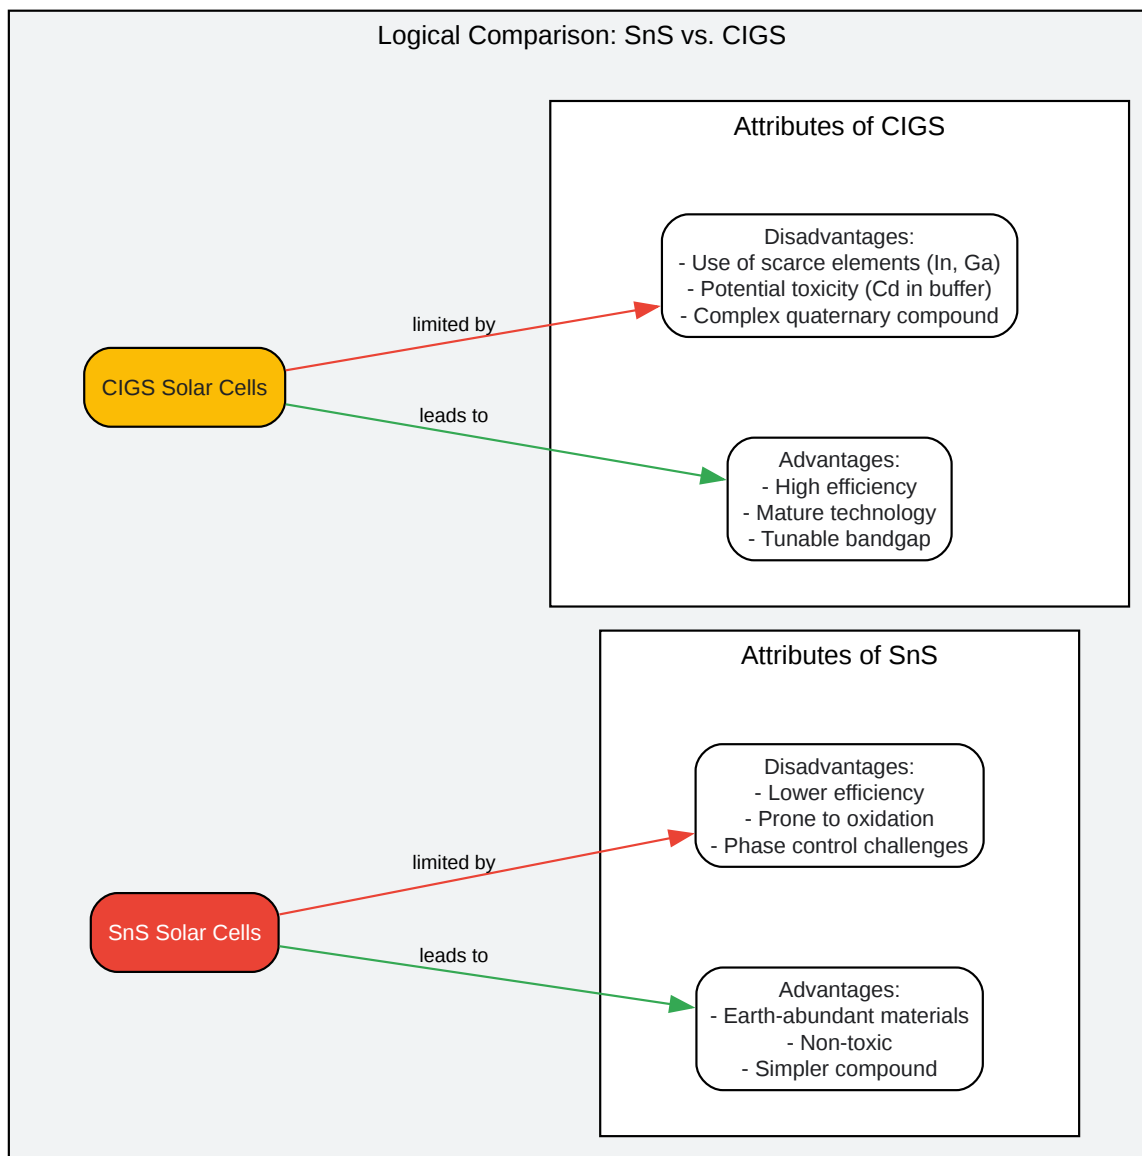 Logical Comparison: SnS vs. CIGS
Attributes of CIGS
Disadvantages:
- Use of scarce elements (In, Ga)
- Potential toxicity (Cd in buffer)
- Complex quaternary compound
limited by
CIGS Solar Cells
leads to
Advantages:
- High efficiency
- Mature technology
- Tunable bandgap
Attributes of SnS
Disadvantages:
- Lower efficiency
- Prone to oxidation
- Phase control challenges
limited by
SnS Solar Cells
leads to
Advantages:
- Earth-abundant materials
- Non-toxic
- Simpler compound